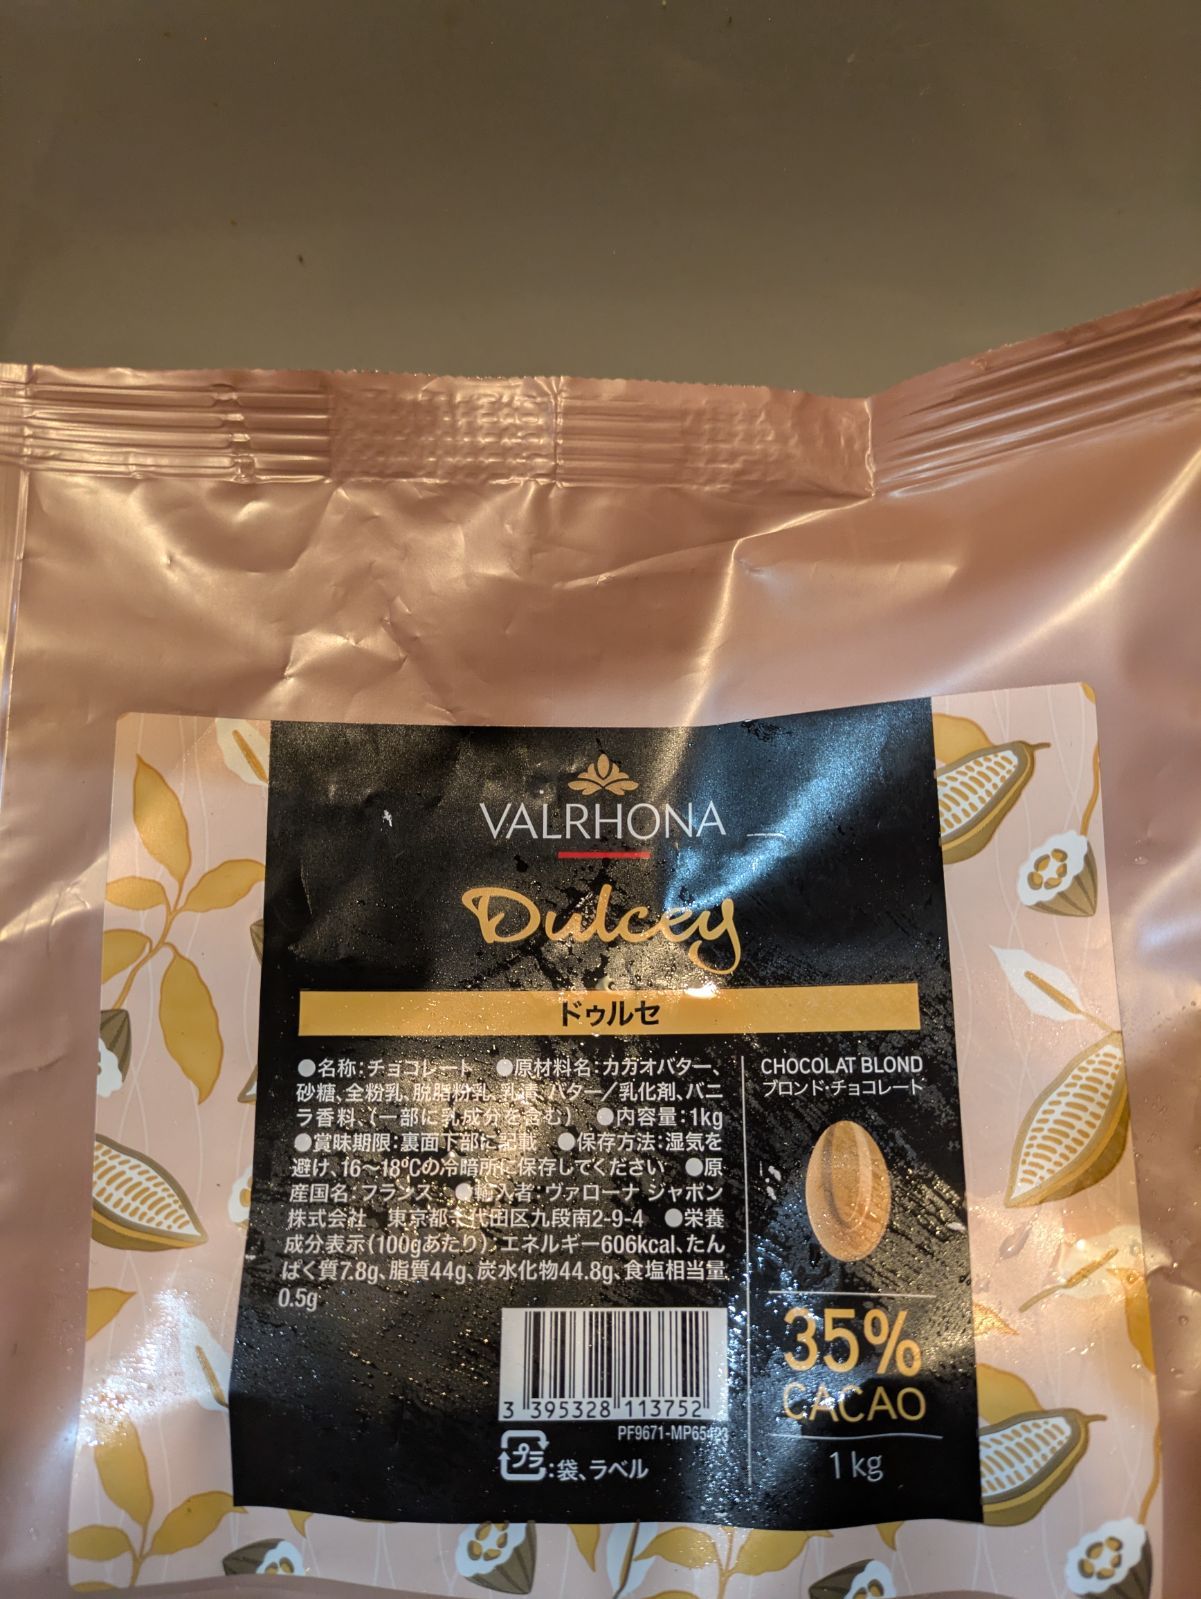 VALRHONA
Dulcey
ドゥルセ
●名称:チョコレート ●原材料名:カカオバター、
砂糖、全粉乳、脱脂粉乳、乳清、バター/乳化剤、バニ
ラ香料、(一部に乳成分を含む) ●内容量:1kg
●賞味期限:裏面下部に記載 ●保存方法:湿気を
避け、16〜18℃の冷暗所に保存してください ●原
産国名:フランス ●輸入者:ヴァローナ ジャポン
株式会社 東京都千代田区九段南2-9-4 ●栄養
成分表示(100gあたり)、エネルギー606kcal、たん
ぱく質7.8g、脂質44g、炭水化物44.8g、食塩相当量
0.5g
3 395328 113752
PF9671-MP65423
プラ:袋、ラベル
CHOCOLAT BLOND
ブロンド・チョコレート
35%
CACAO
1 kg